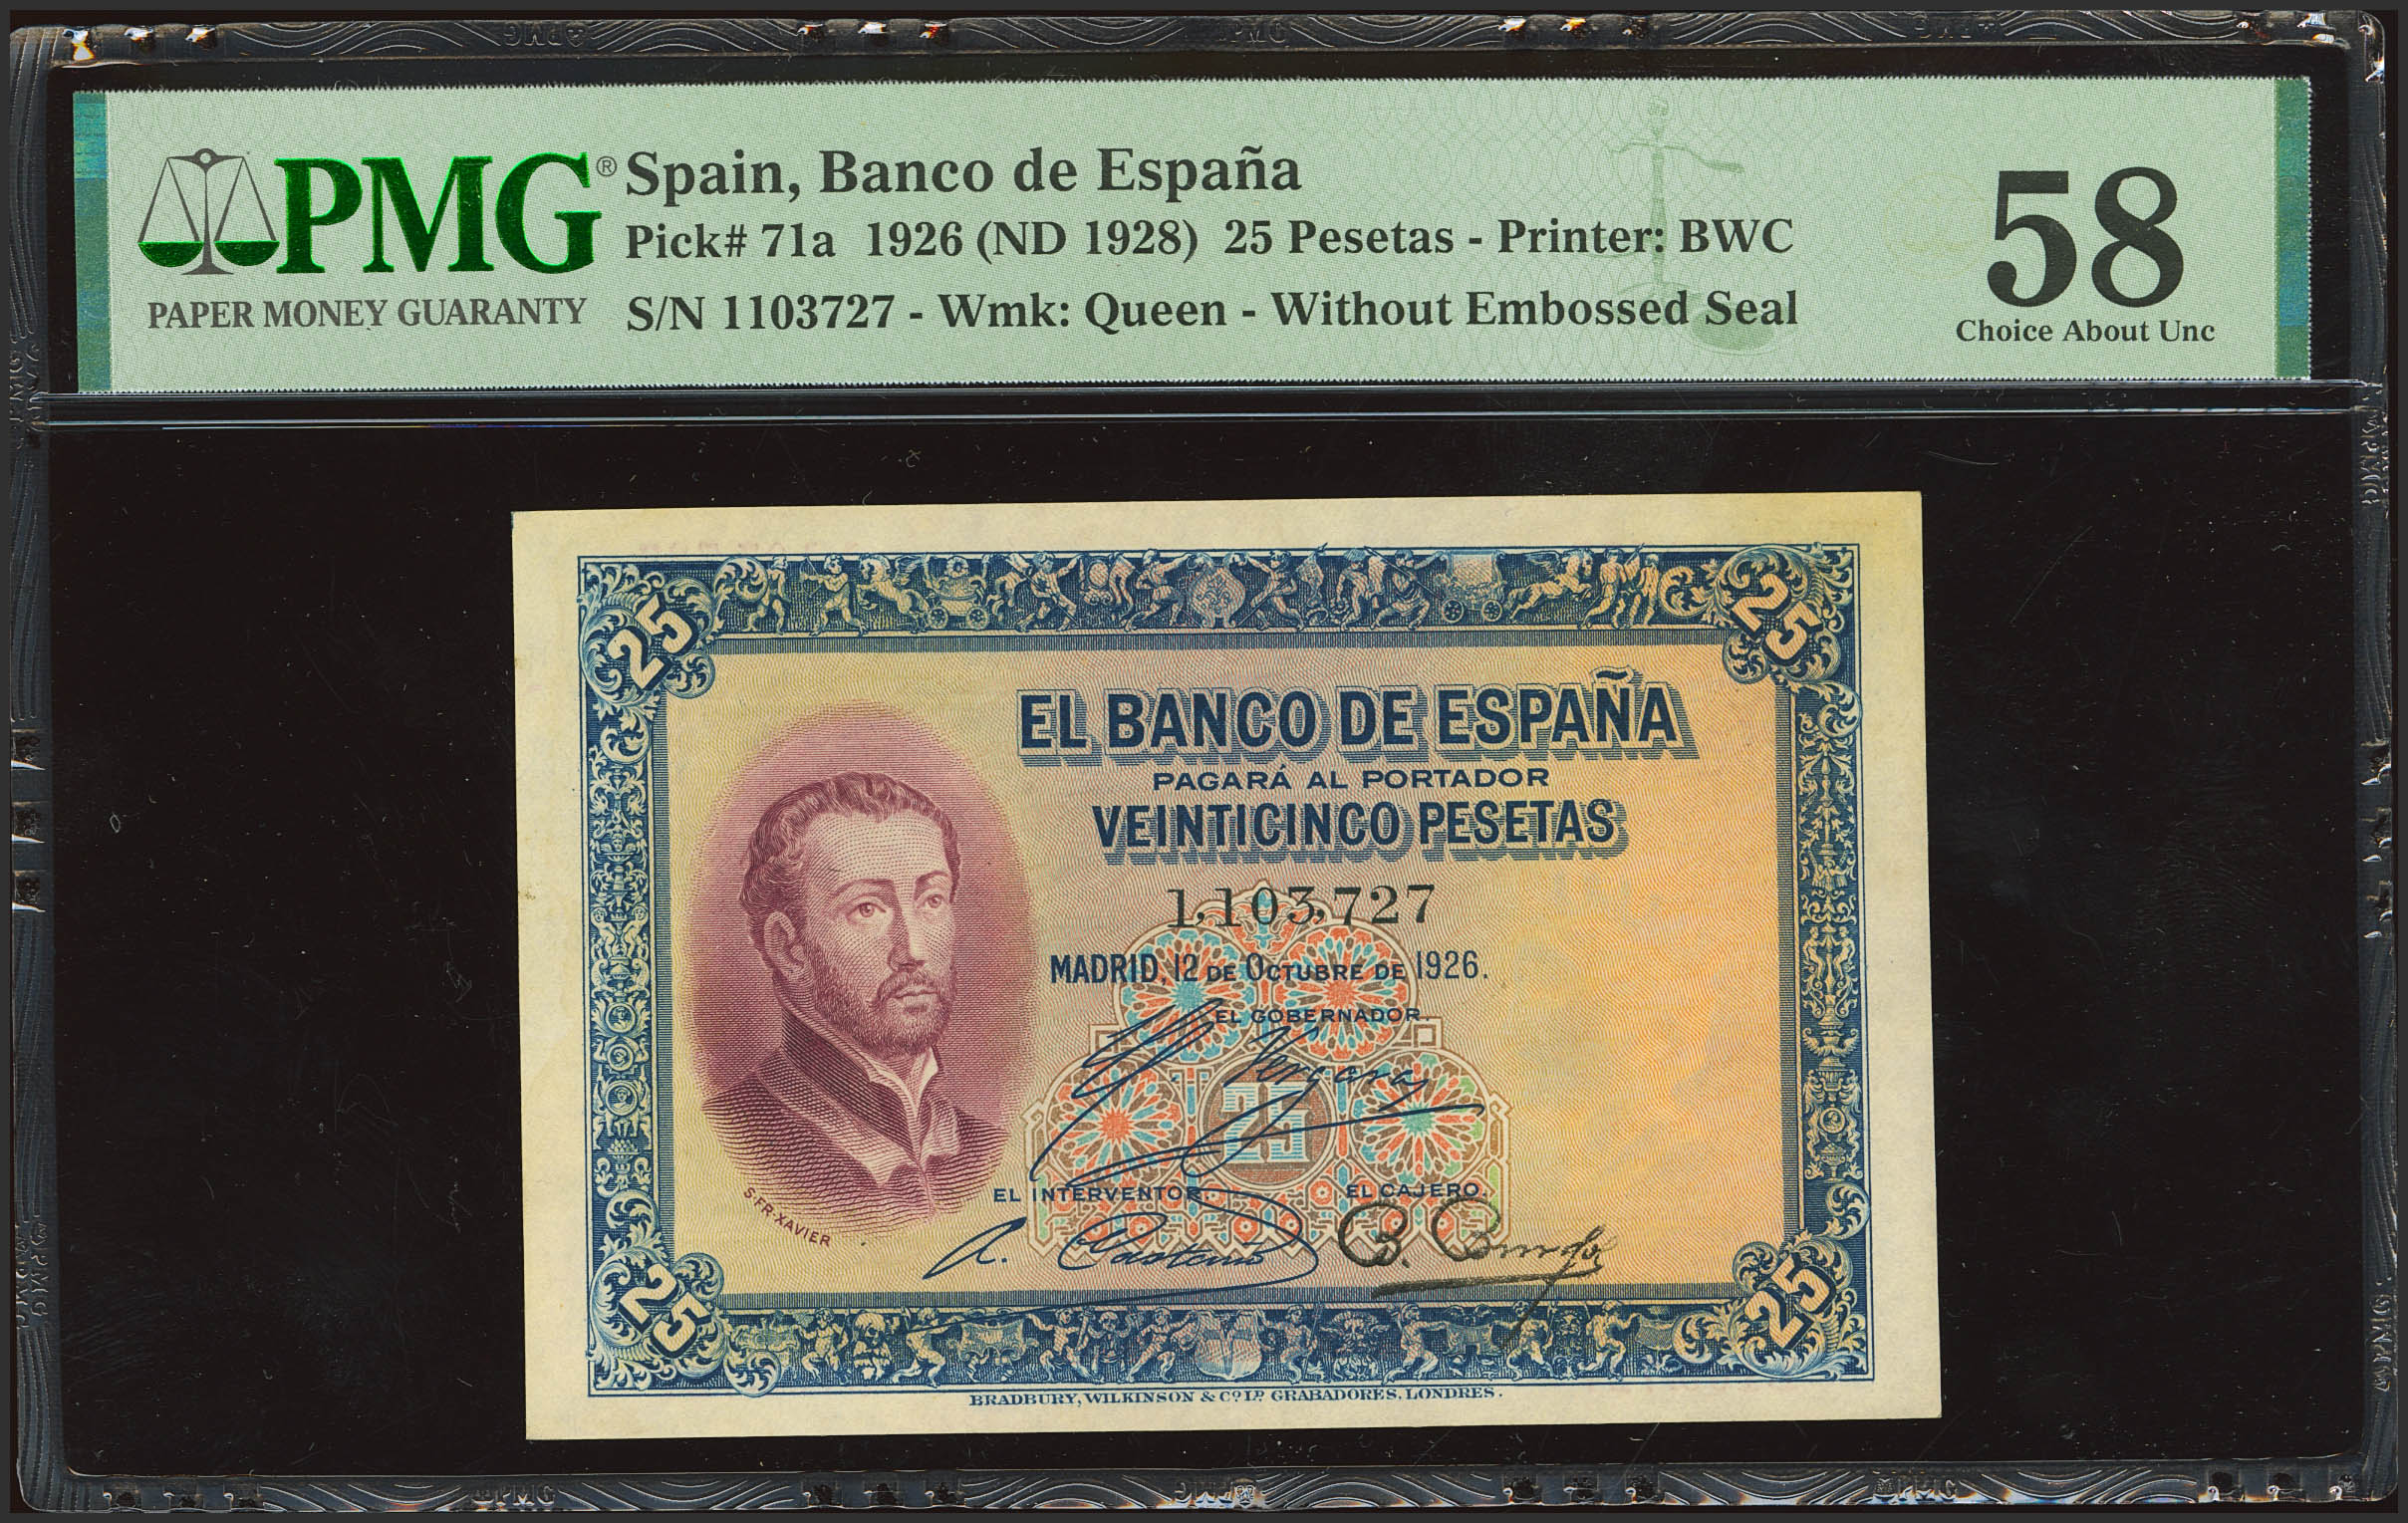 PMG®
PAPER MONEY GUARANTY
Spain, Banco de España
Pick# 71a 1926 (ND 1928) 25 Pesetas - Printer: BWC
S/N 1103727 - Wmk: Queen - Without Embossed Seal
58
Choice About Unc
25
25
EL BANCO DE ESPAÑA
PAGARÁ AL PORTADOR
VEINTICINCO PESETAS
1,103,727
MADRID, 12 DE OCTUBRE DE 1926.
EL GOBERNADOR.
25
EL INTERVENTOR.
EL CAJERO.
S. FR. XAVIER
25
25
BRADBURY, WILKINSON & Cº Lº GRABADORES. LONDRES.